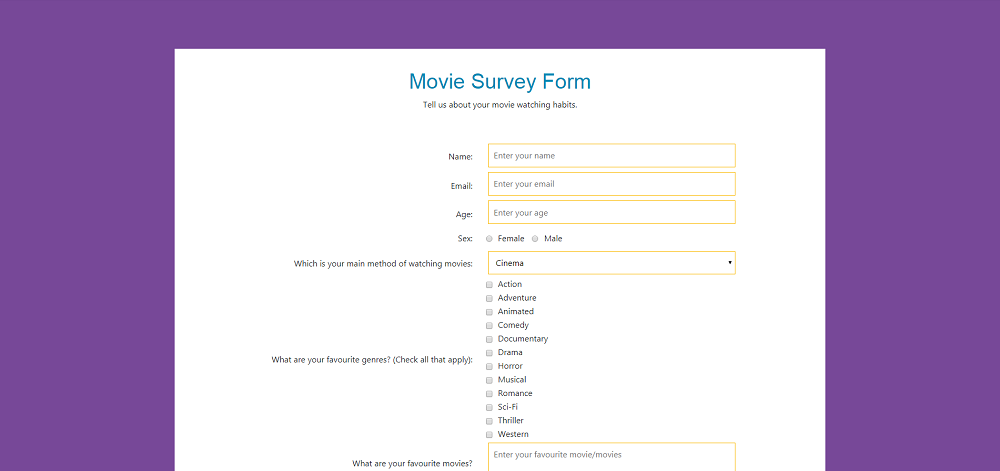 Movie Survey Form
Tell us about your movie watching habits.
Name: Enter your name
Email: Enter your email
Age: Enter your age
Sex: Female Male
Which is your main method of watching movies: Cinema
Action
Adventure
Animated
Comedy
Documentary
Drama
What are your favourite genres? (Check all that apply):
Horror
Musical
Romance
Sci-Fi
Thriller
Western
Enter your favourite movie/movies
What are your favourite movies?